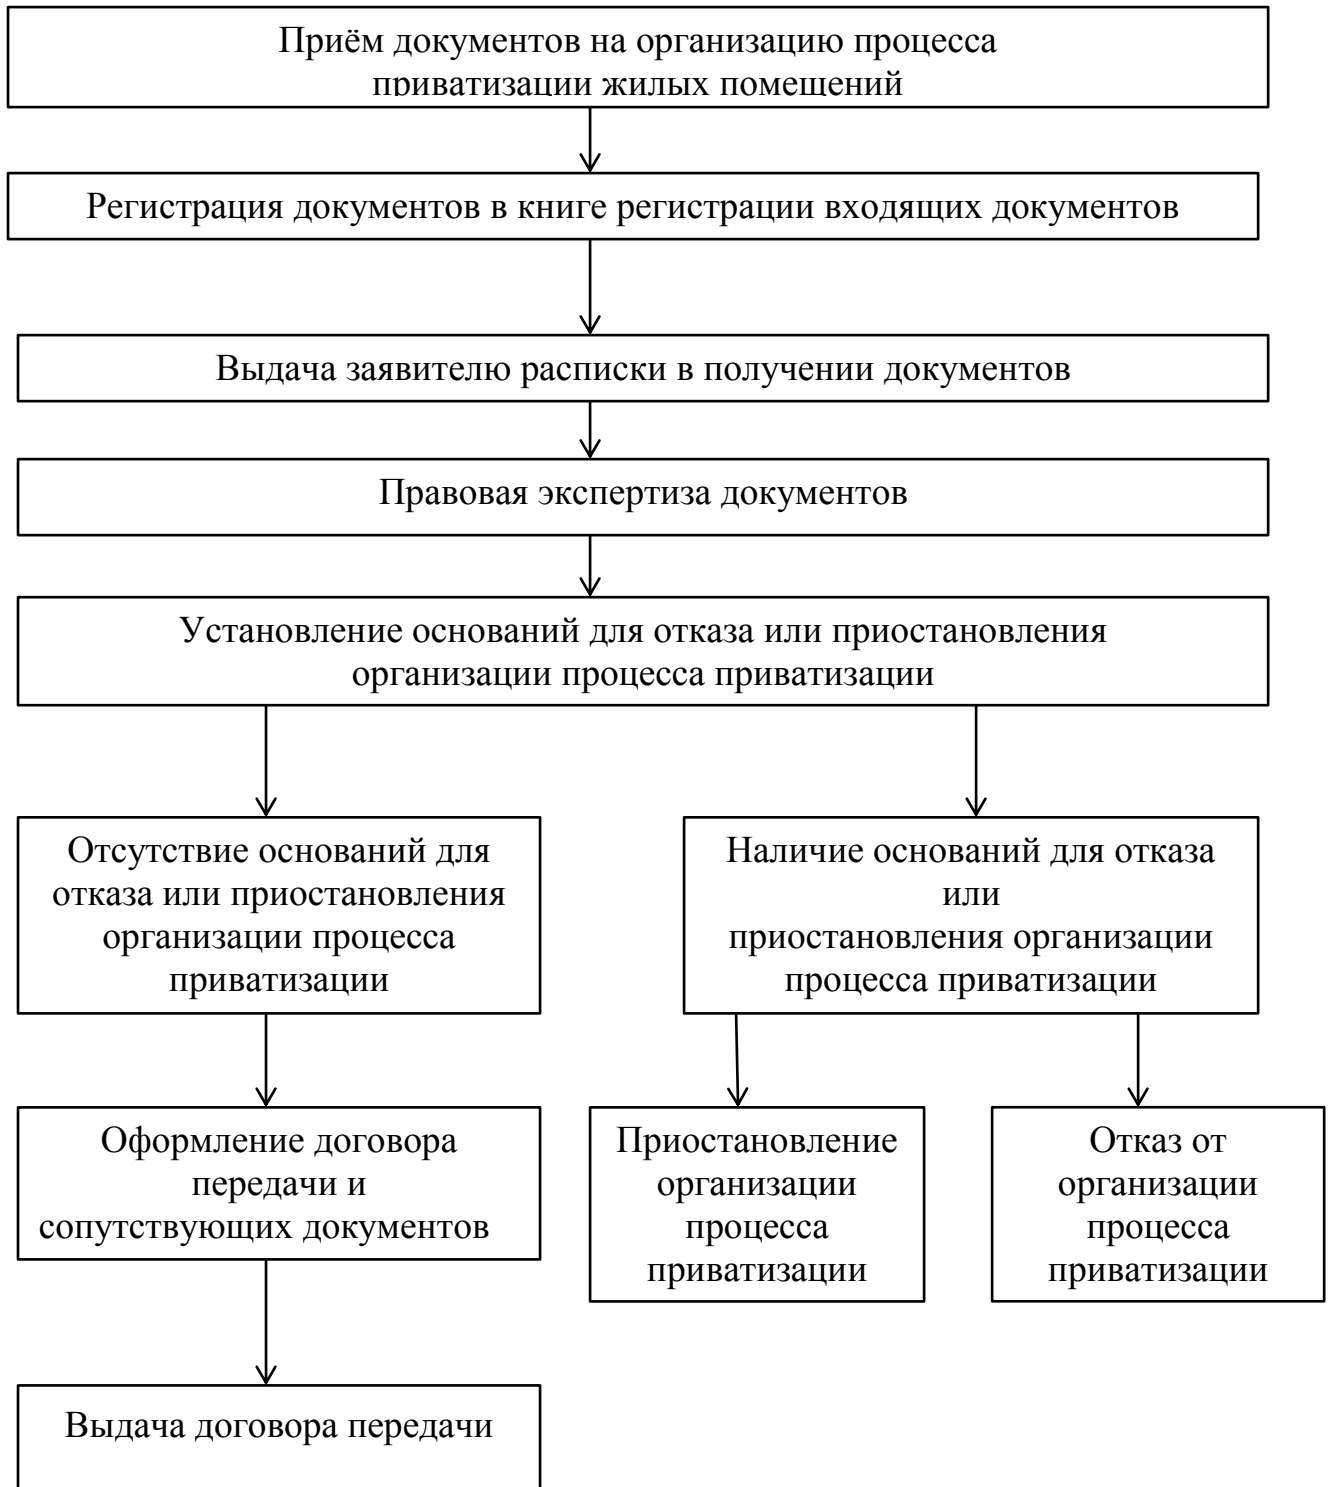 Приём документов на организацию процесса
приватизации жилых помещений
Регистрация документов в книге регистрации входящих документов
Выдача заявителю расписки в получении документов
Правовая экспертиза документов
Установление оснований для отказа или приостановления
организации процесса приватизации
Отсутствие оснований для
отказа или приостановления
организации процесса
приватизации
Наличие оснований для отказа
или
приостановления организации
процесса приватизации
Оформление договора
передачи и
сопутствующих документов
Приостановление
организации
процесса
приватизации
Отказ от
организации
процесса
приватизации
Выдача договора передачи